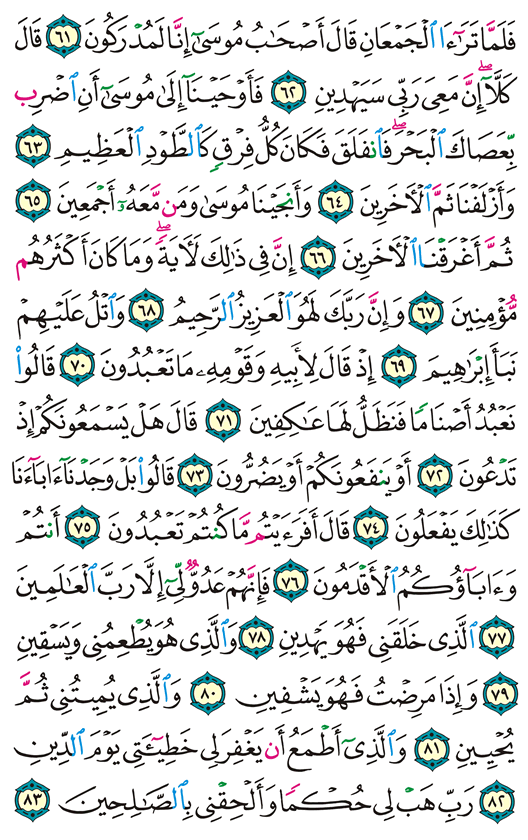 فَلَمَّا تَرَٰٓءَا ٱلۡجَمۡعَانِ قَالَ أَصۡحَٰبُ مُوسَىٰٓ إِنَّا لَمُدۡرَكُونَ ٦١ قَالَ
كَلَّآۖ إِنَّ مَعِيَ رَبِّي سَيَهۡدِينِ ٦٢ فَأَوۡحَيۡنَآ إِلَىٰ مُوسَىٰٓ أَنِ ٱضۡرِب
بِّعَصَاكَ ٱلۡبَحۡرَۖ فَٱنفَلَقَ فَكَانَ كُلُّ فِرۡقٖ كَٱلطَّوۡدِ ٱلۡعَظِيمِ ٦٣
وَأَزۡلَفۡنَا ثَمَّ ٱلۡأٓخَرِينَ ٦٤ وَأَنجَيۡنَا مُوسَىٰ وَمَن مَّعَهُۥٓ أَجۡمَعِينَ ٦٥
ثُمَّ أَغۡرَقۡنَا ٱلۡأٓخَرِينَ ٦٦ إِنَّ فِي ذَٰلِكَ لَأٓيَةٗۖ وَمَا كَانَ أَكۡثَرُهُم
مُّؤۡمِنِينَ ٦٧ وَإِنَّ رَبَّكَ لَهُوَ ٱلۡعَزِيزُ ٱلرَّحِيمُ ٦٨ وَٱتۡلُ عَلَيۡهِمۡ
نَبَأَ إِبۡرَٰهِيمَ ٦٩ إِذۡ قَالَ لِأَبِيهِ وَقَوۡمِهِۦ مَا تَعۡبُدُونَ ٧٠ قَالُواْ
نَعۡبُدُ أَصۡنَامٗا فَنَظَلُّ لَهَا عَٰكِفِينَ ٧١ قَالَ هَلۡ يَسۡمَعُونَكُمۡ إِذۡ
تَدۡعُونَ ٧٢ أَوۡ يَنفَعُونَكُمۡ أَوۡ يَضُرُّونَ ٧٣ قَالُواْ بَلۡ وَجَدۡنَآ ءَابَآءَنَا
كَذَٰلِكَ يَفۡعَلُونَ ٧٤ قَالَ أَفَرَءَيۡتُم مَّا كُنتُمۡ تَعۡبُدُونَ ٧٥ أَنتُمۡ
وَءَابَآؤُكُمُ ٱلۡأَقۡدَمُونَ ٧٦ فَإِنَّهُمۡ عَدُوّٞ لِّيٓ إِلَّا رَبَّ ٱلۡعَٰلَمِينَ
٧٧ ٱلَّذِي خَلَقَنِي فَهُوَ يَهۡدِينِ ٧٨ وَٱلَّذِي هُوَ يُطۡعِمُنِي وَيَسۡقِينِ
٧٩ وَإِذَا مَرِضۡتُ فَهُوَ يَشۡفِينِ ٨٠ وَٱلَّذِي يُمِيتُنِي ثُمَّ
يُحۡيِينِ ٨١ وَٱلَّذِيٓ أَطۡمَعُ أَن يَغۡفِرَ لِي خَطِيٓـَٔتِي يَوۡمَ ٱلدِّينِ
٨٢ رَبِّ هَبۡ لِي حُكۡمٗا وَأَلۡحِقۡنِي بِٱلصَّٰلِحِينَ ٨٣